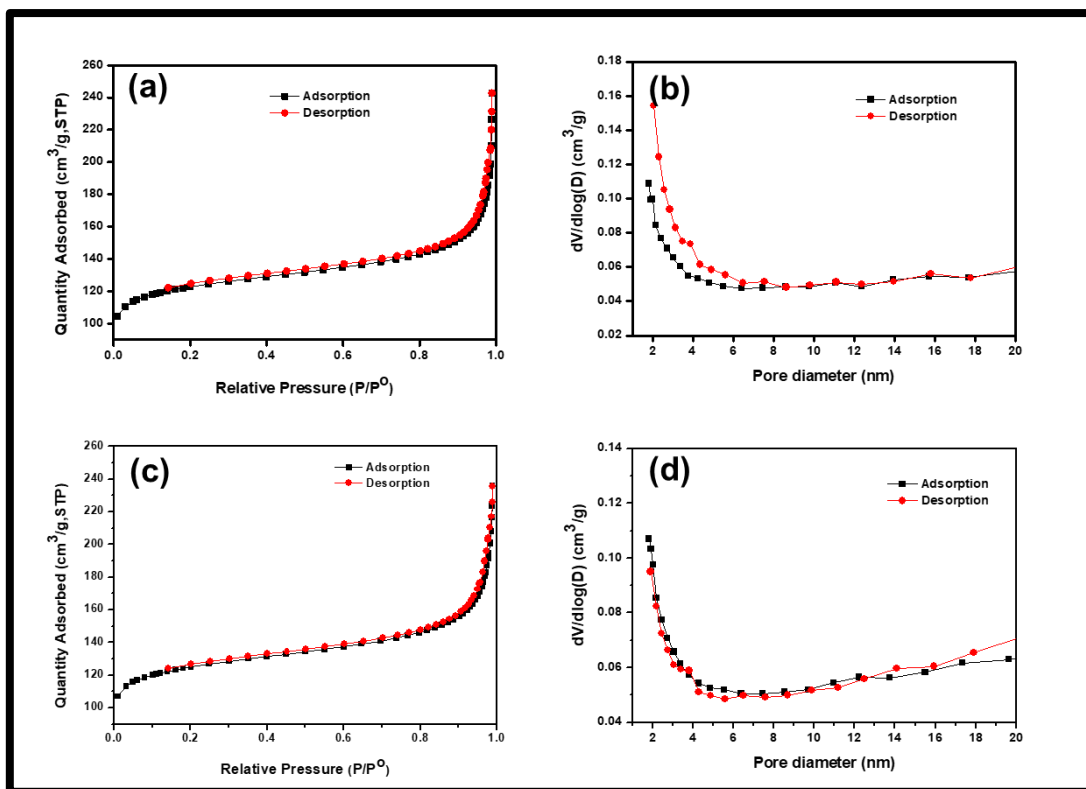 (a)
Adsorption
Desorption
Quantity Adsorbed (cm³/g,STP)
260
240
220
200
180
160
140
120
100
0.0 0.2 0.4 0.6 0.8 1.0
Relative Pressure (P/P⁰)
(b)
Adsorption
Desorption
dV/dlog(D) (cm³/g)
0.18
0.16
0.14
0.12
0.10
0.08
0.06
0.04
0.02
2 4 6 8 10 12 14 16 18 20
Pore diameter (nm)
(c)
Adsorption
Desorption
Quantity Adsorbed (cm³/g,STP)
260
240
220
200
180
160
140
120
100
0.0 0.2 0.4 0.6 0.8 1.0
Relative Pressure (P/P⁰)
(d)
Adsorption
Desorption
dV/dlog(D) (cm³/g)
0.14
0.12
0.10
0.08
0.06
0.04
2 4 6 8 10 12 14 16 18 20
Pore diameter (nm)